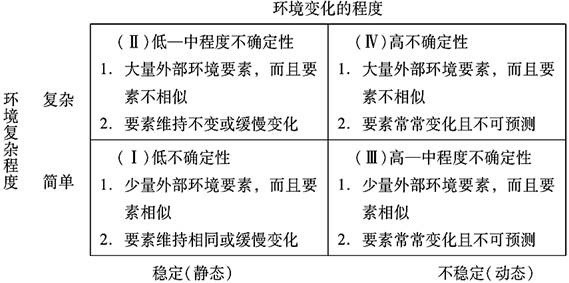 环境变化的程度
(Ⅱ)低—中程度不确定性
1. 大量外部环境要素，而且要
素不相似
2. 要素维持不变或缓慢变化
(Ⅳ)高不确定性
1. 大量外部环境要素，而且要
素不相似
2. 要素常常变化且不可预测
环境复杂程度
复杂
简单
(Ⅰ)低不确定性
1. 少量外部环境要素，而且要
素相似
2. 要素维持相同或缓慢变化
(Ⅲ)高—中程度不确定性
1. 少量外部环境要素，而且要
素相似
2. 要素常常变化且不可预测
稳定(静态)
不稳定(动态)